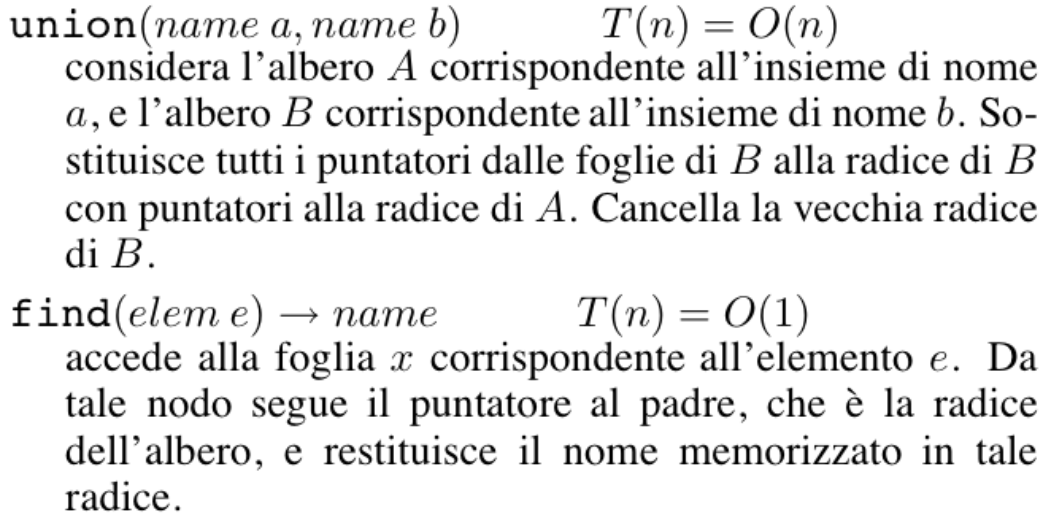 union(name a, name b) T(n) = O(n)
considera l'albero A corrispondente all'insieme di nome
a, e l'albero B corrispondente all'insieme di nome b. So-
stituisce tutti i puntatori dalle foglie di B alla radice di B
con puntatori alla radice di A. Cancella la vecchia radice
di B.
find(elem e) → name T(n) = O(1)
accede alla foglia x corrispondente all'elemento e. Da
tale nodo segue il puntatore al padre, che è la radice
dell'albero, e restituisce il nome memorizzato in tale
radice.